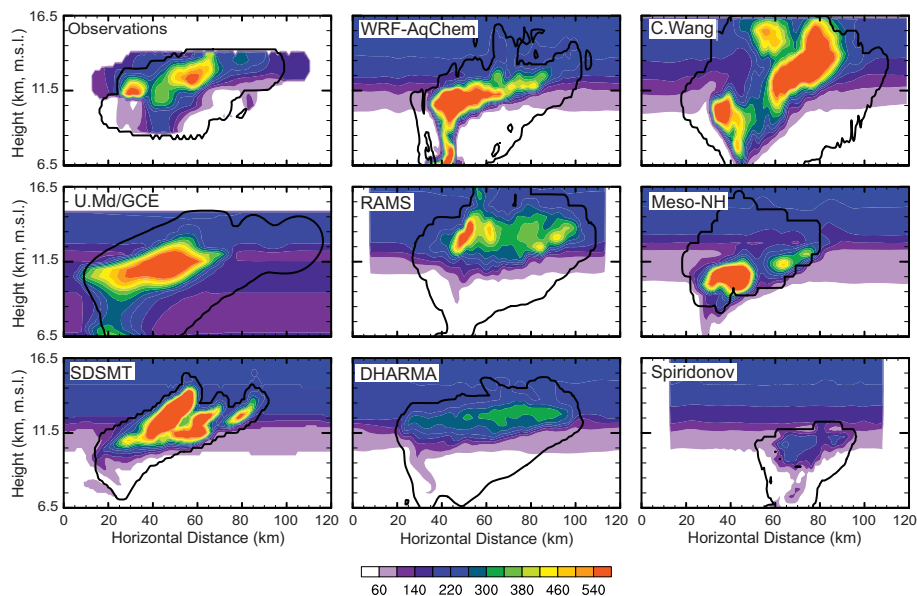 Observations
WRF-AqChem
C.Wang
Height (km, m.s.l.)
16.5
11.5
6.5
U.Md/GCE
RAMS
Meso-NH
Height (km, m.s.l.)
16.5
11.5
6.5
SDSMT
DHARMA
Spiridonov
Height (km, m.s.l.)
16.5
11.5
6.5
0 20 40 60 80 100 120
0 20 40 60 80 100 120
0 20 40 60 80 100 120
Horizontal Distance (km)
Horizontal Distance (km)
Horizontal Distance (km)
60 140 220 300 380 460 540